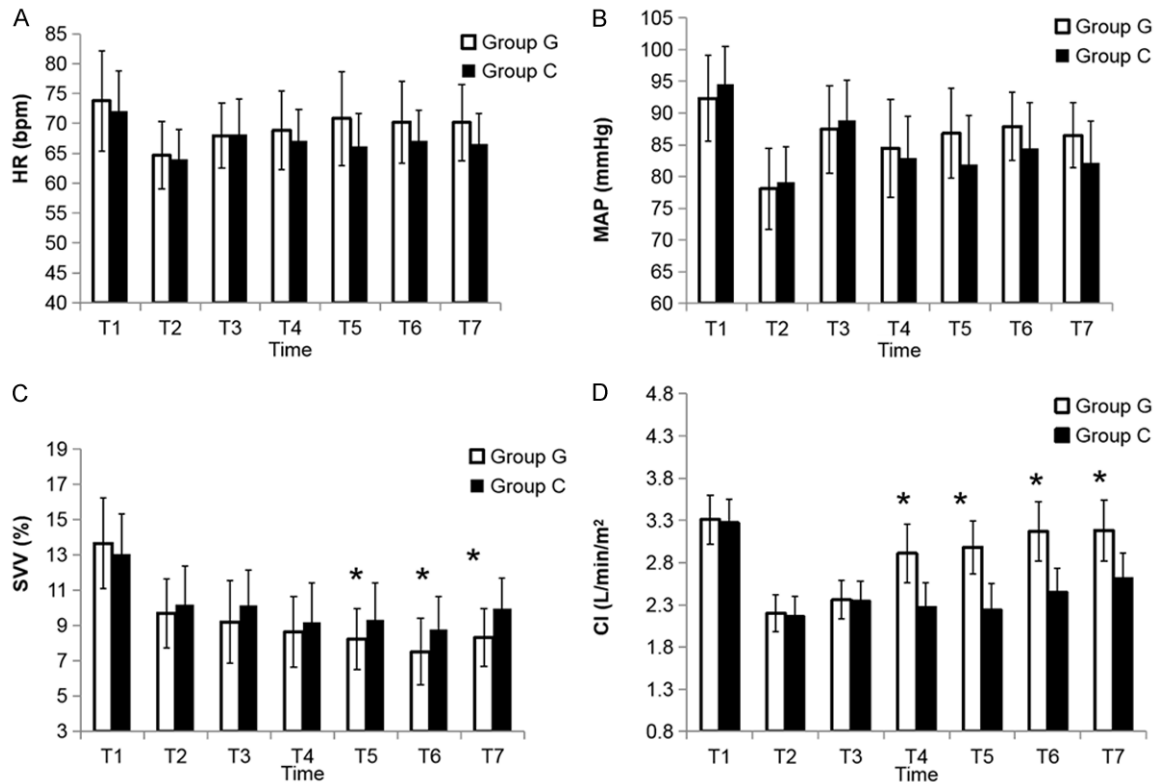 A
HR (bpm)
85
80
75
70
65
60
55
50
45
40
Group G
Group C
T1 T2 T3 T4 T5 T6 T7
Time
B
MAP (mmHg)
105
100
95
90
85
80
75
70
65
60
Group G
Group C
T1 T2 T3 T4 T5 T6 T7
Time
C
SVV (%)
19
17
15
13
11
9
7
5
3
Group G
Group C
* * *
T1 T2 T3 T4 T5 T6 T7
Time
D
CI (L/min/m²
4.8
4.3
3.8
3.3
2.8
2.3
1.8
1.3
0.8
Group G
Group C
* * * *
T1 T2 T3 T4 T5 T6 T7
Time